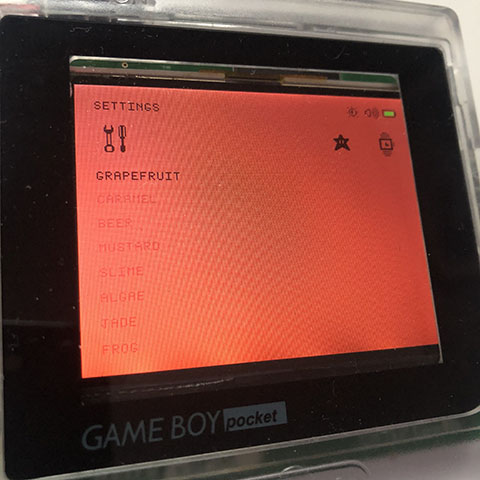 SETTINGS
GRAPEFRUIT
CARAMEL
BEER
MUSTARD
SLIME
ALGAE
JADE
FROG
GAME BOY pocket